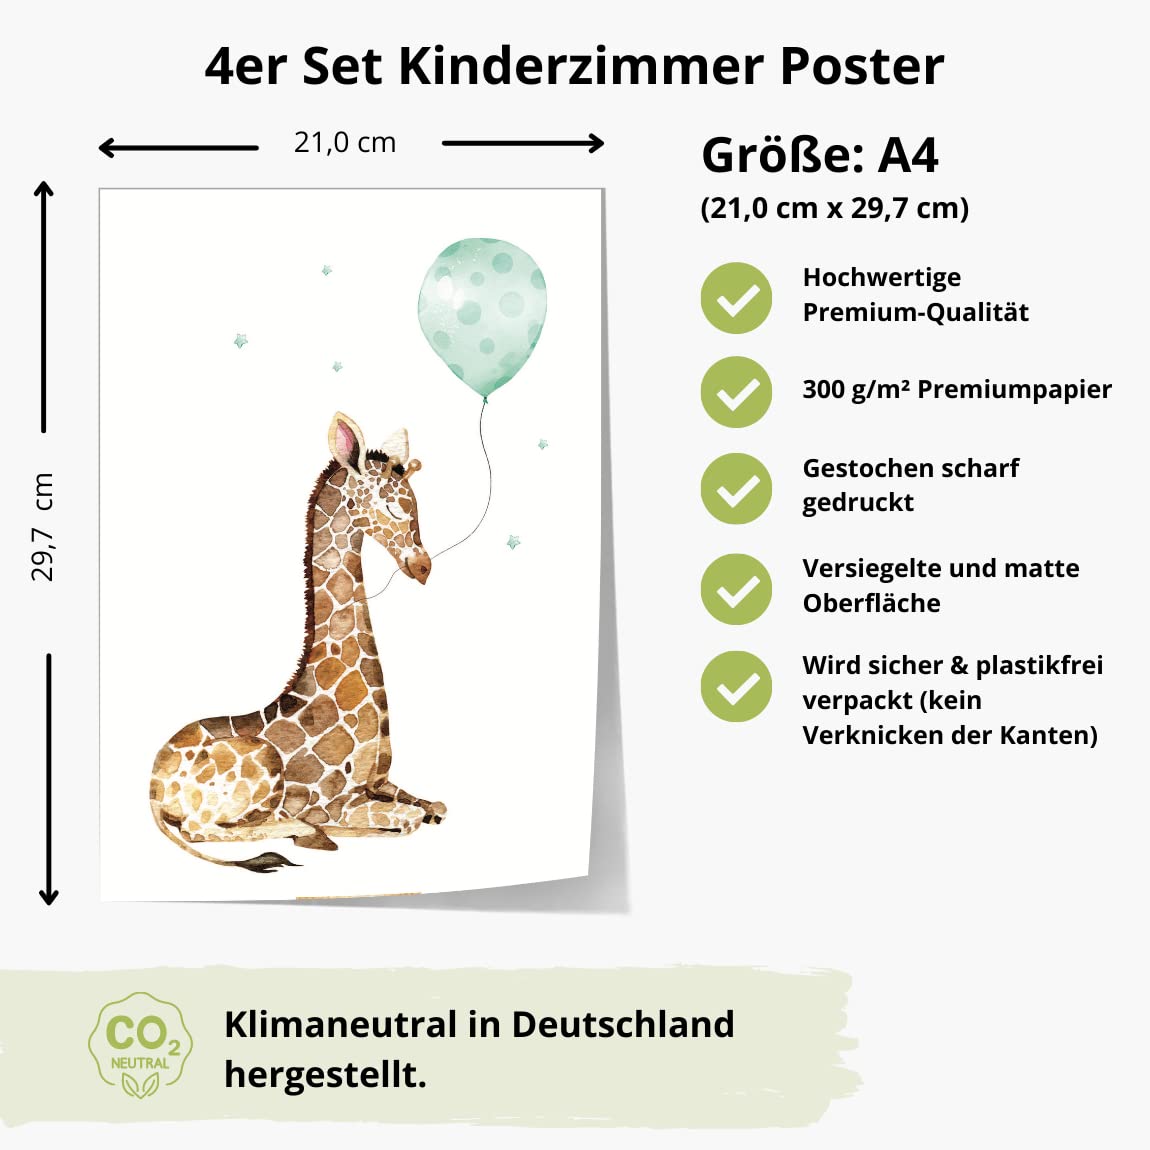 4er Set Kinderzimmer Poster
21,0 cm
29,7 cm
Größe: A4
(21,0 cm x 29,7 cm)
Hochwertige
Premium-Qualität
300 g/m² Premiumpapier
Gestochen scharf
gedruckt
Versiegelte und matte
Oberfläche
Wird sicher & plastikfrei
verpackt (kein
Verknicken der Kanten)
CO₂
NEUTRAL
Klimaneutral in Deutschland
hergestellt.